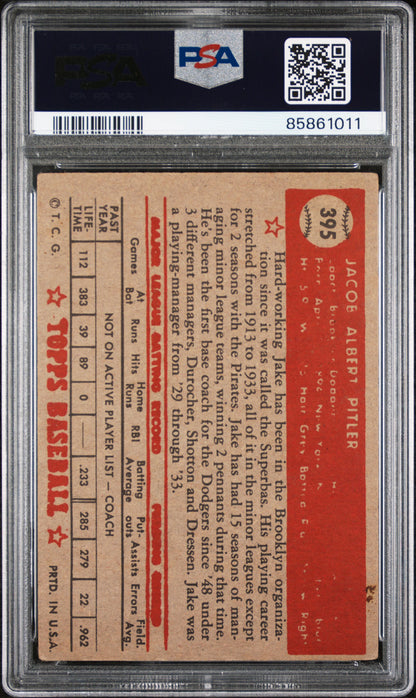 PSA
PSA
85861011
395
JACOB ALBERT PITLER
New York
Hair: Grey
Hard-working Jake has been in the Brooklyn organiza-
tion since it was called the Superbas. His playing career
stretched from 1913 to 1933, all of it in the minor leagues except
for 2 seasons with the Pirates. Jake has had 15 seasons of man-
aging minor league teams, winning 2 pennants during that time.
He's been the first base coach for the Dodgers since '48 under
3 different managers, Durocher, Shotton and Dressen. Jake was
a playing-manager from '29 through '33.
MAJOR LEAGUE BATTING RECORD FIELDING RECORD
Games At Bat Runs Hits Home Runs RBI Batting Average Put outs Assists Errors Field. Avg.
PAST YEAR NOT ON ACTIVE PLAYER LIST — COACH
LIFE-TIME 112 383 39 89 0 — .233 285 279 22 .962
© T. C. G. TOPPS BASEBALL PRTD. IN U.S.A.